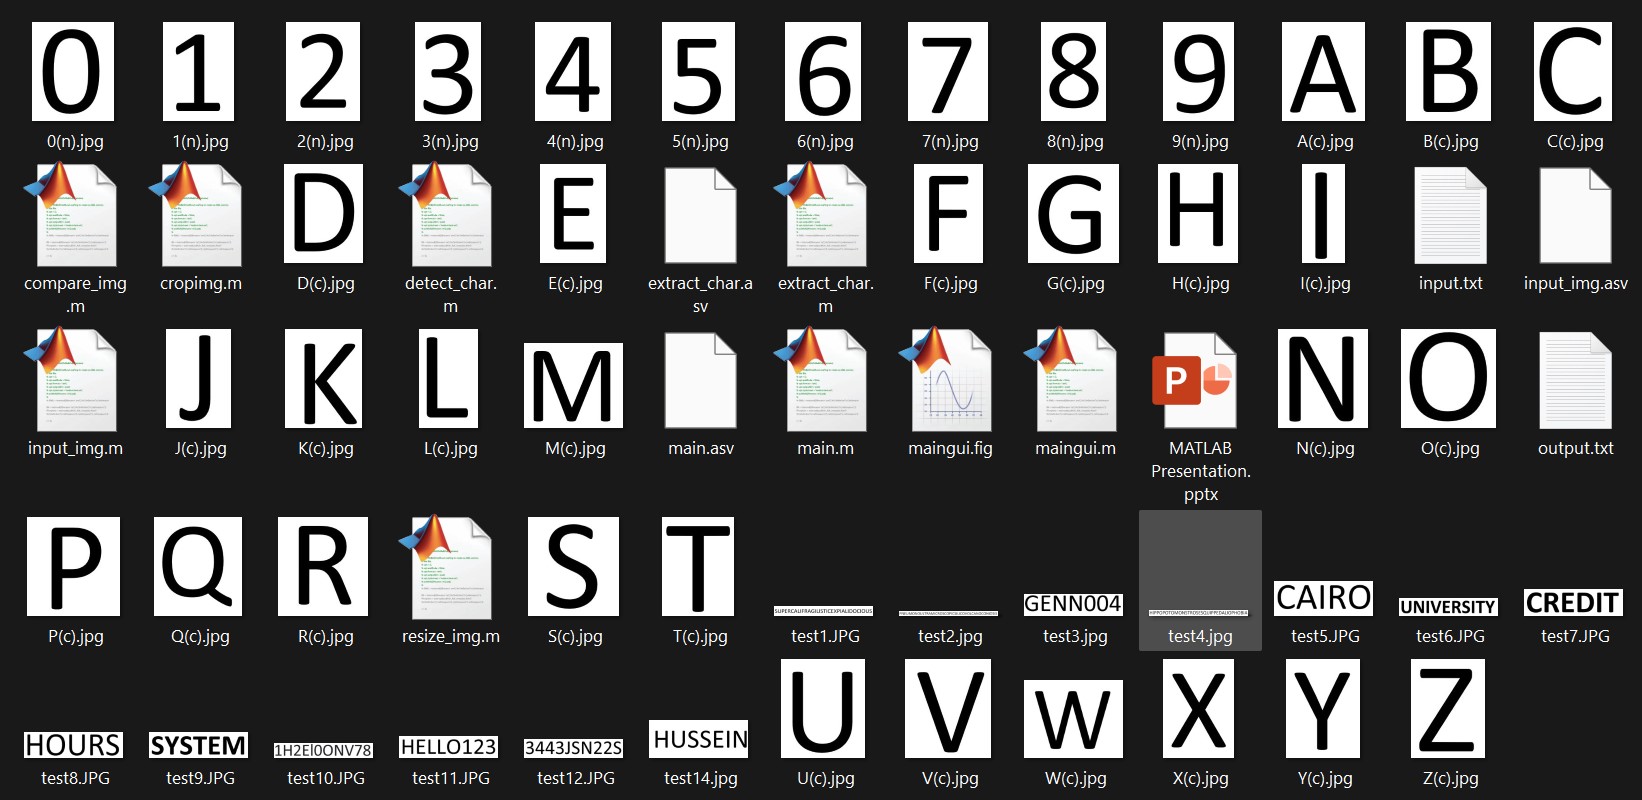 0 1 2 3 4 5 6 7 8 9 A B C
0(n).jpg 1(n).jpg 2(n).jpg 3(n).jpg 4(n).jpg 5(n).jpg 6(n).jpg 7(n).jpg 8(n).jpg 9(n).jpg A(c).jpg B(c).jpg C(c).jpg
D E F G H I
compare_img cropimg.m D(c).jpg detect_char. E(c).jpg extract_char.a extract_char. F(c).jpg G(c).jpg H(c).jpg I(c).jpg input.txt input_img.asv
.m m sv m
J K L M P N O
input_img.m J(c).jpg K(c).jpg L(c).jpg M(c).jpg main.asv main.m maingui.fig maingui.m MATLAB N(c).jpg O(c).jpg output.txt
Presentation.
pptx
P Q R S T GENN004 CAIRO UNIVERSITY CREDIT
P(c).jpg Q(c).jpg R(c).jpg resize_img.m S(c).jpg T(c).jpg test1.JPG test2.jpg test3.jpg test4.jpg test5.JPG test6.JPG test7.JPG
HOURS SYSTEM 1H2El0ONV78 HELLO123 3443JSN22S HUSSEIN U V W X Y Z
test8.JPG test9.JPG test10.JPG test11.JPG test12.JPG test14.jpg U(c).jpg V(c).jpg W(c).jpg X(c).jpg Y(c).jpg Z(c).jpg